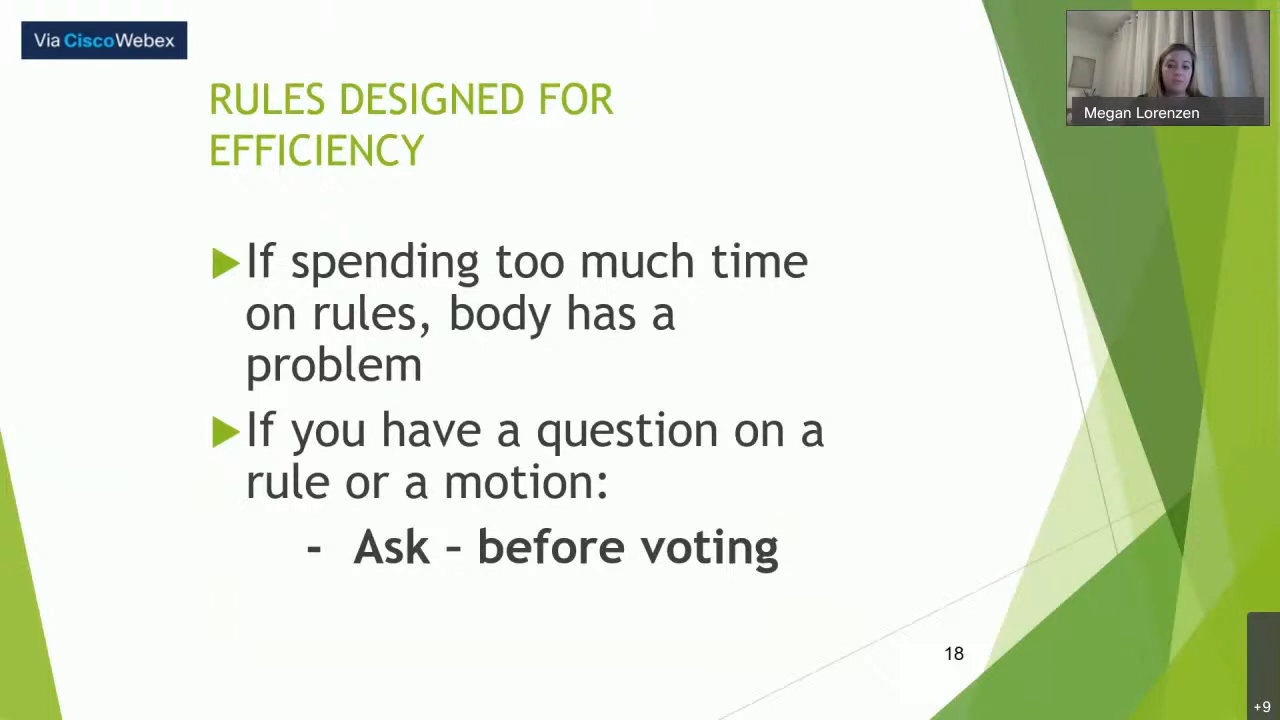 Via CiscoWebex
Megan Lorenzen
RULES DESIGNED FOR
EFFICIENCY
If spending too much time
on rules, body has a
problem
If you have a question on a
rule or a motion:
- Ask – before voting
18
+9